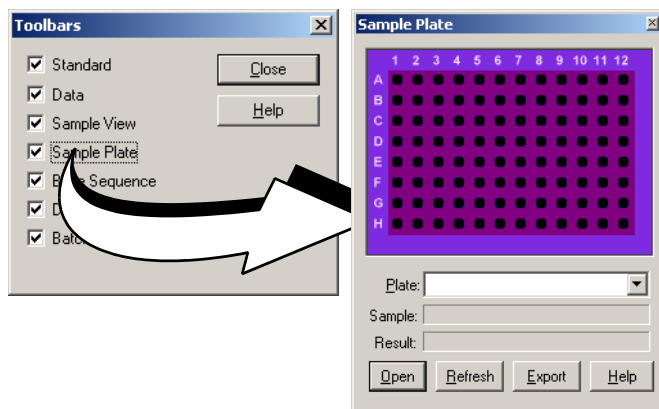 Toolbars
Standard
Data
Sample View
Sample Plate
Sequence
Close
Help
Sample Plate
1 2 3 4 5 6 7 8 9 10 11 12
A
B
C
D
E
F
G
H
Plate:
Sample:
Result:
Open Refresh Export Help